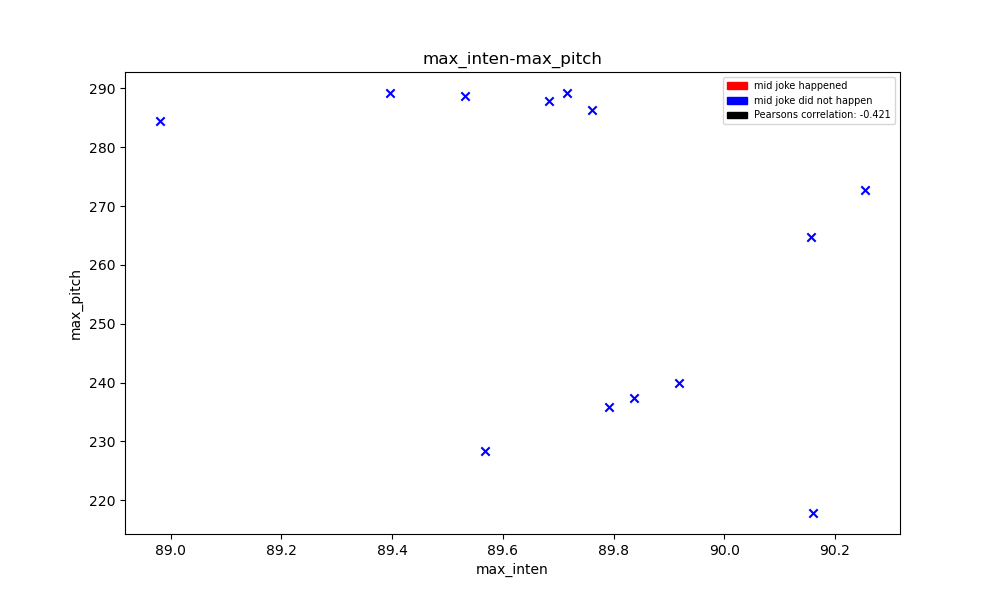 max_inten-max_pitch
mid joke happened
mid joke did not happen
Pearsons correlation: -0.421
290
280
270
260
250
240
230
220
max_pitch
89.0 89.2 89.4 89.6 89.8 90.0 90.2
max_inten